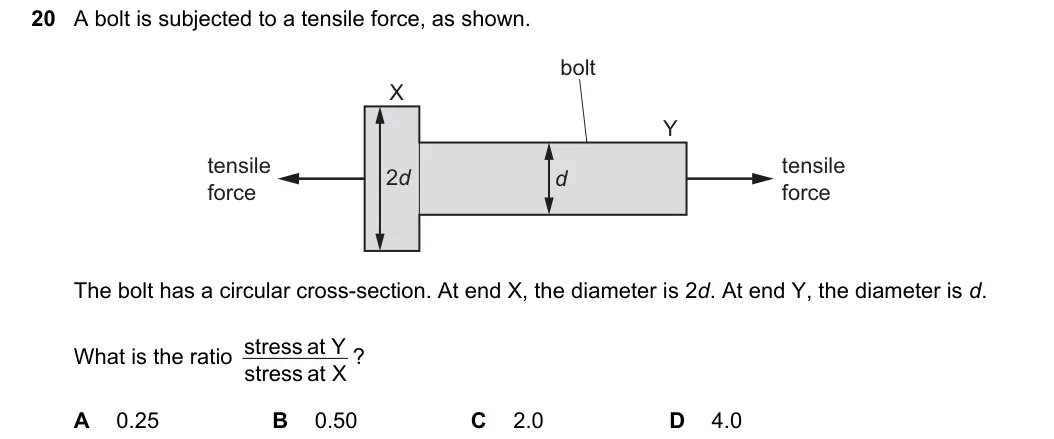 20 A bolt is subjected to a tensile force, as shown.
bolt
X
Y
tensile
force
2d
d
tensile
force
The bolt has a circular cross-section. At end X, the diameter is 2d. At end Y, the diameter is d.
What is the ratio stress at Y / stress at X ?
A 0.25 B 0.50 C 2.0 D 4.0